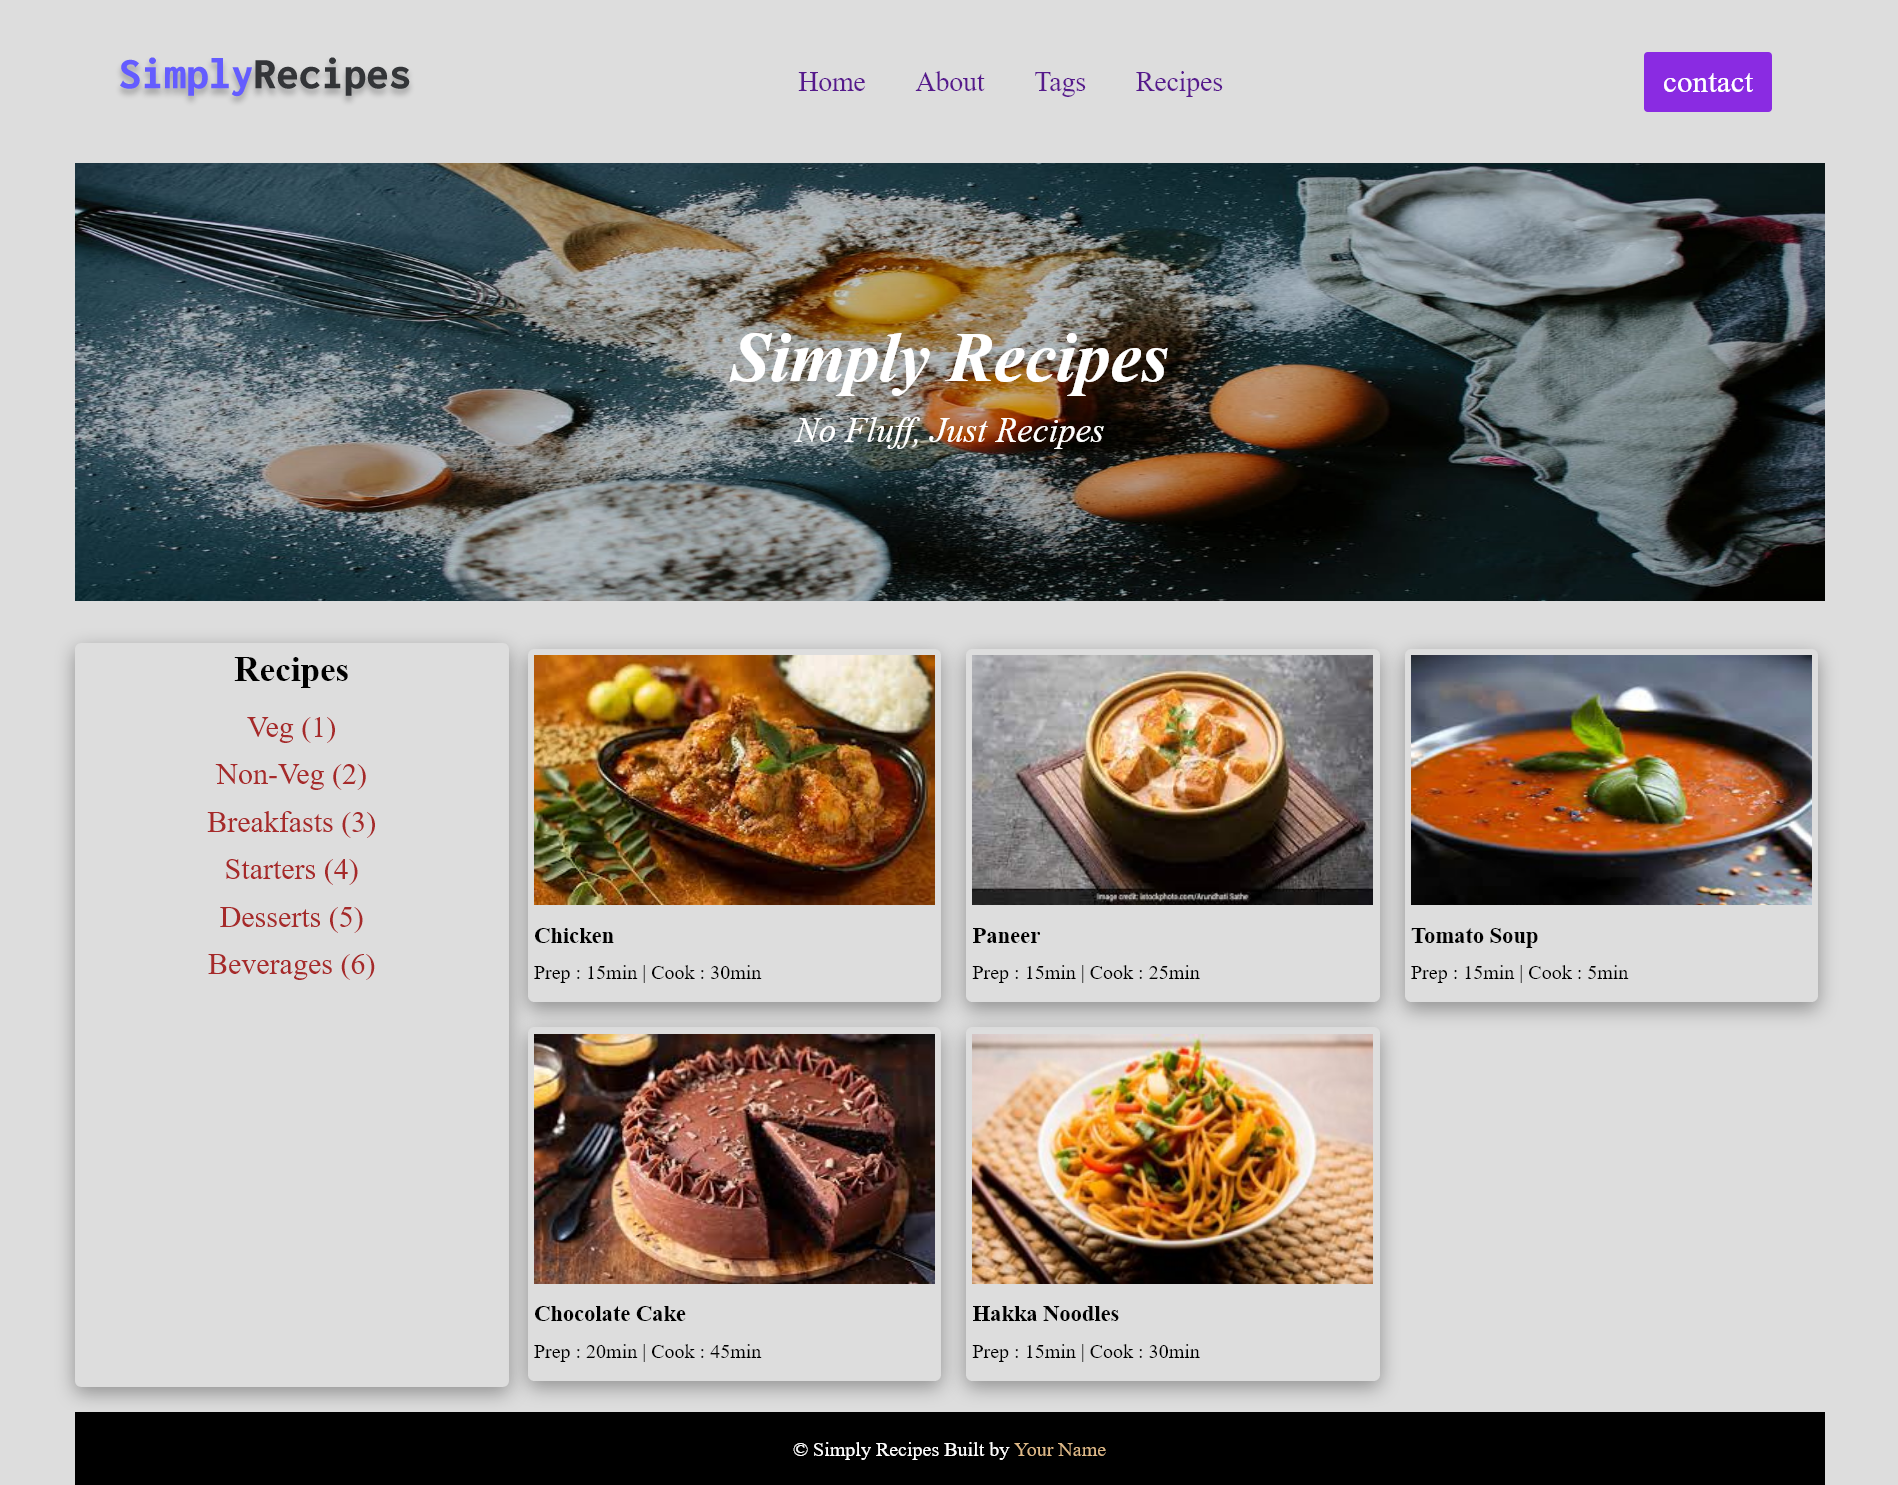 SimplyRecipes
Home About Tags Recipes
contact
Simply Recipes
No Fluff, Just Recipes
Recipes
Veg (1)
Non-Veg (2)
Breakfasts (3)
Starters (4)
Desserts (5)
Beverages (6)
Chicken
Prep : 15min | Cook : 30min
Image credit: istockphoto.com/Arundhati Sathe
Paneer
Prep : 15min | Cook : 25min
Tomato Soup
Prep : 15min | Cook : 5min
Chocolate Cake
Prep : 20min | Cook : 45min
Hakka Noodles
Prep : 15min | Cook : 30min
© Simply Recipes Built by Your Name